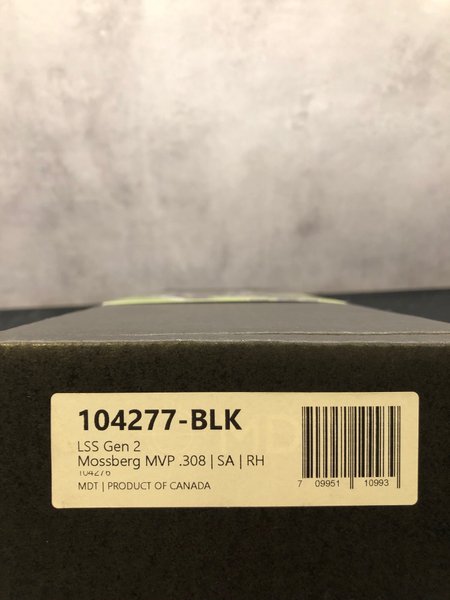 104277-BLK
LSS Gen 2
Mossberg MVP .308 | SA | RH
104276
MDT | PRODUCT OF CANADA
7 09951 10993